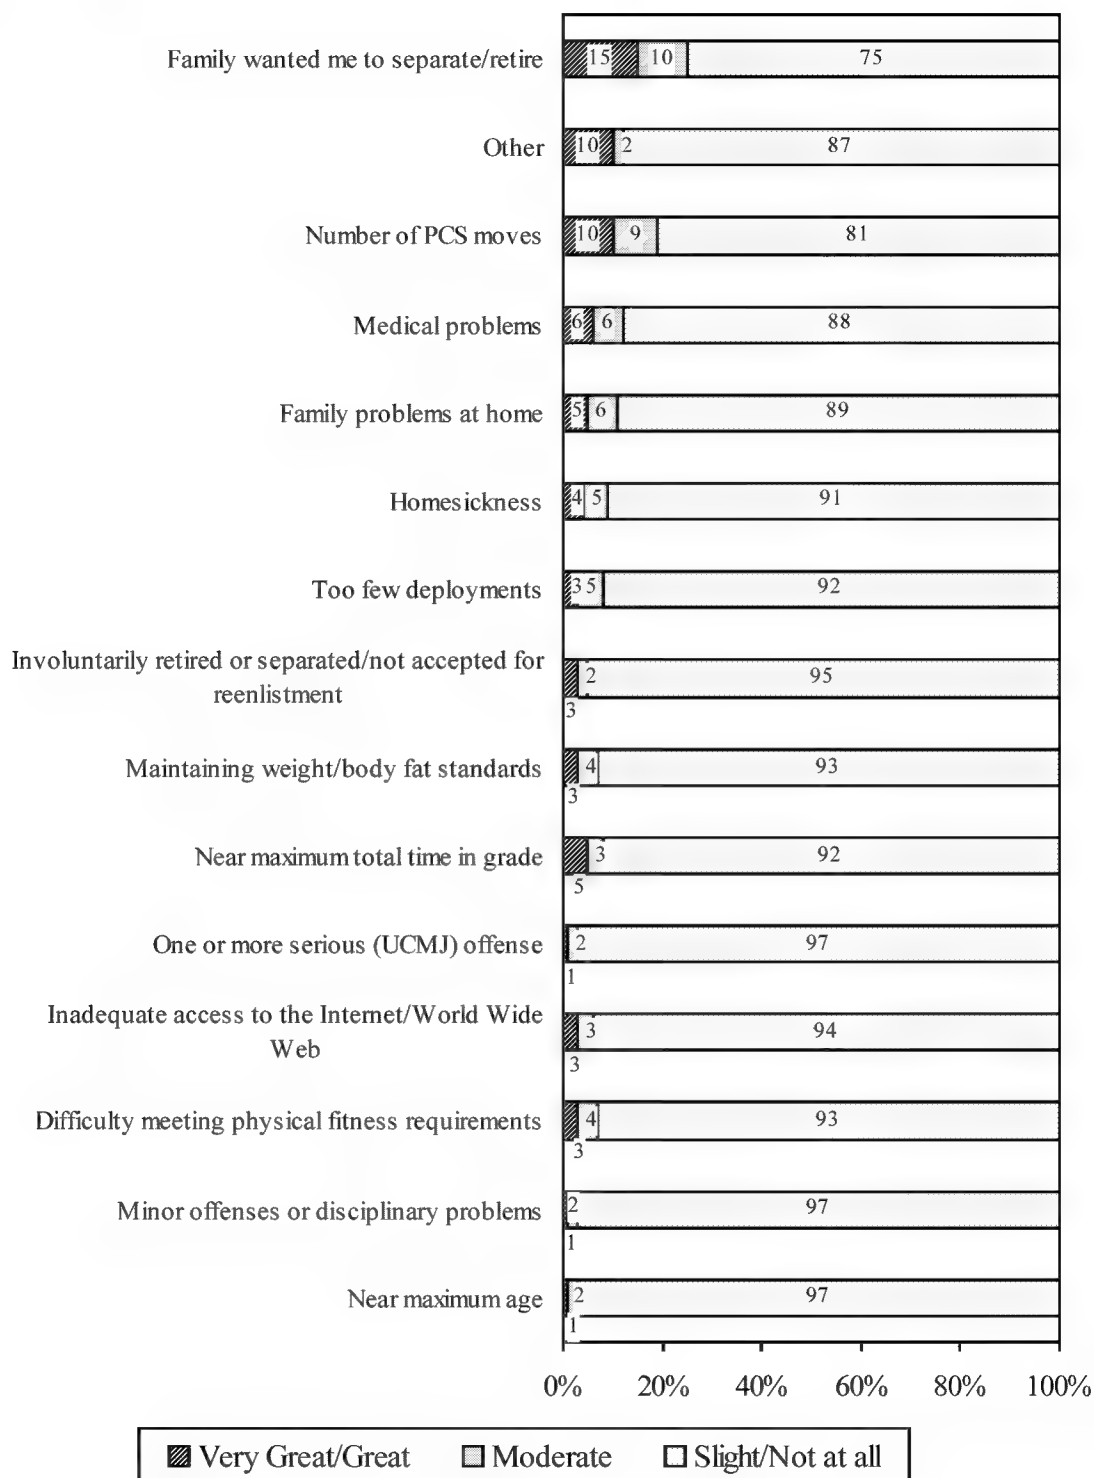 Family wanted me to separate/retire
15 10 75
Other
10 2 87
Number of PCS moves
10 9 81
Medical problems
6 6 88
Family problems at home
5 6 89
Homesickness
4 5 91
Too few deployments
3 5 92
Involuntarily retired or separated/not accepted for
reenlistment
2 95
3
Maintaining weight/body fat standards
4 93
3
Near maximum total time in grade
3 92
5
One or more serious (UCMJ) offense
2 97
1
Inadequate access to the Internet/World Wide
Web
3 94
3
Difficulty meeting physical fitness requirements
4 93
3
Minor offenses or disciplinary problems
2 97
1
Near maximum age
2 97
1
0% 20% 40% 60% 80% 100%
Very Great/Great Moderate Slight/Not at all